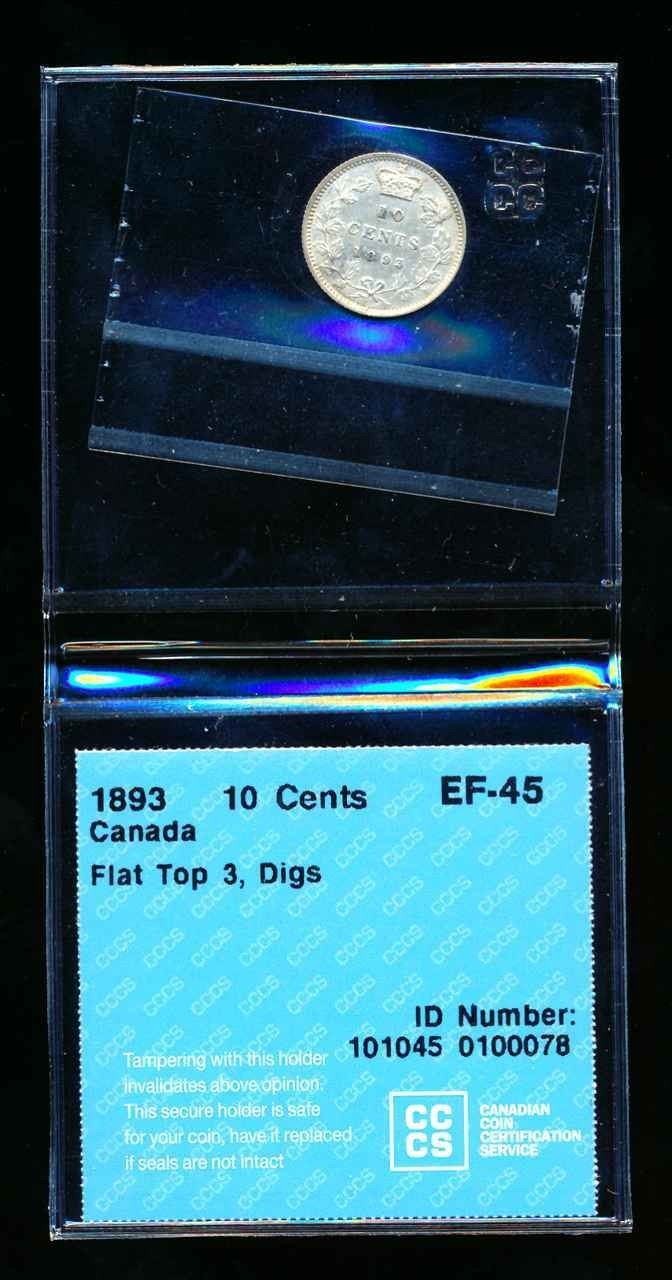 10
CENTS
1893
1893 10 Cents EF-45
Canada
Flat Top 3, Digs
ID Number:
101045 0100078
Tampering with this holder
invalidates above opinion.
This secure holder is safe
for your coin, have it replaced
if seals are not intact
CC
CS
CANADIAN
COIN
CERTIFICATION
SERVICE